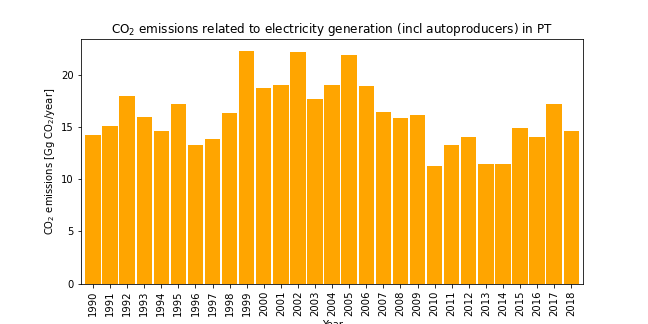 CO₂ emissions related to electricity generation (incl autoproducers) in PT
CO₂ emissions [Gg CO₂/year]
20
15
10
5
0
1990 1991 1992 1993 1994 1995 1996 1997 1998 1999 2000 2001 2002 2003 2004 2005 2006 2007 2008 2009 2010 2011 2012 2013 2014 2015 2016 2017 2018
Year